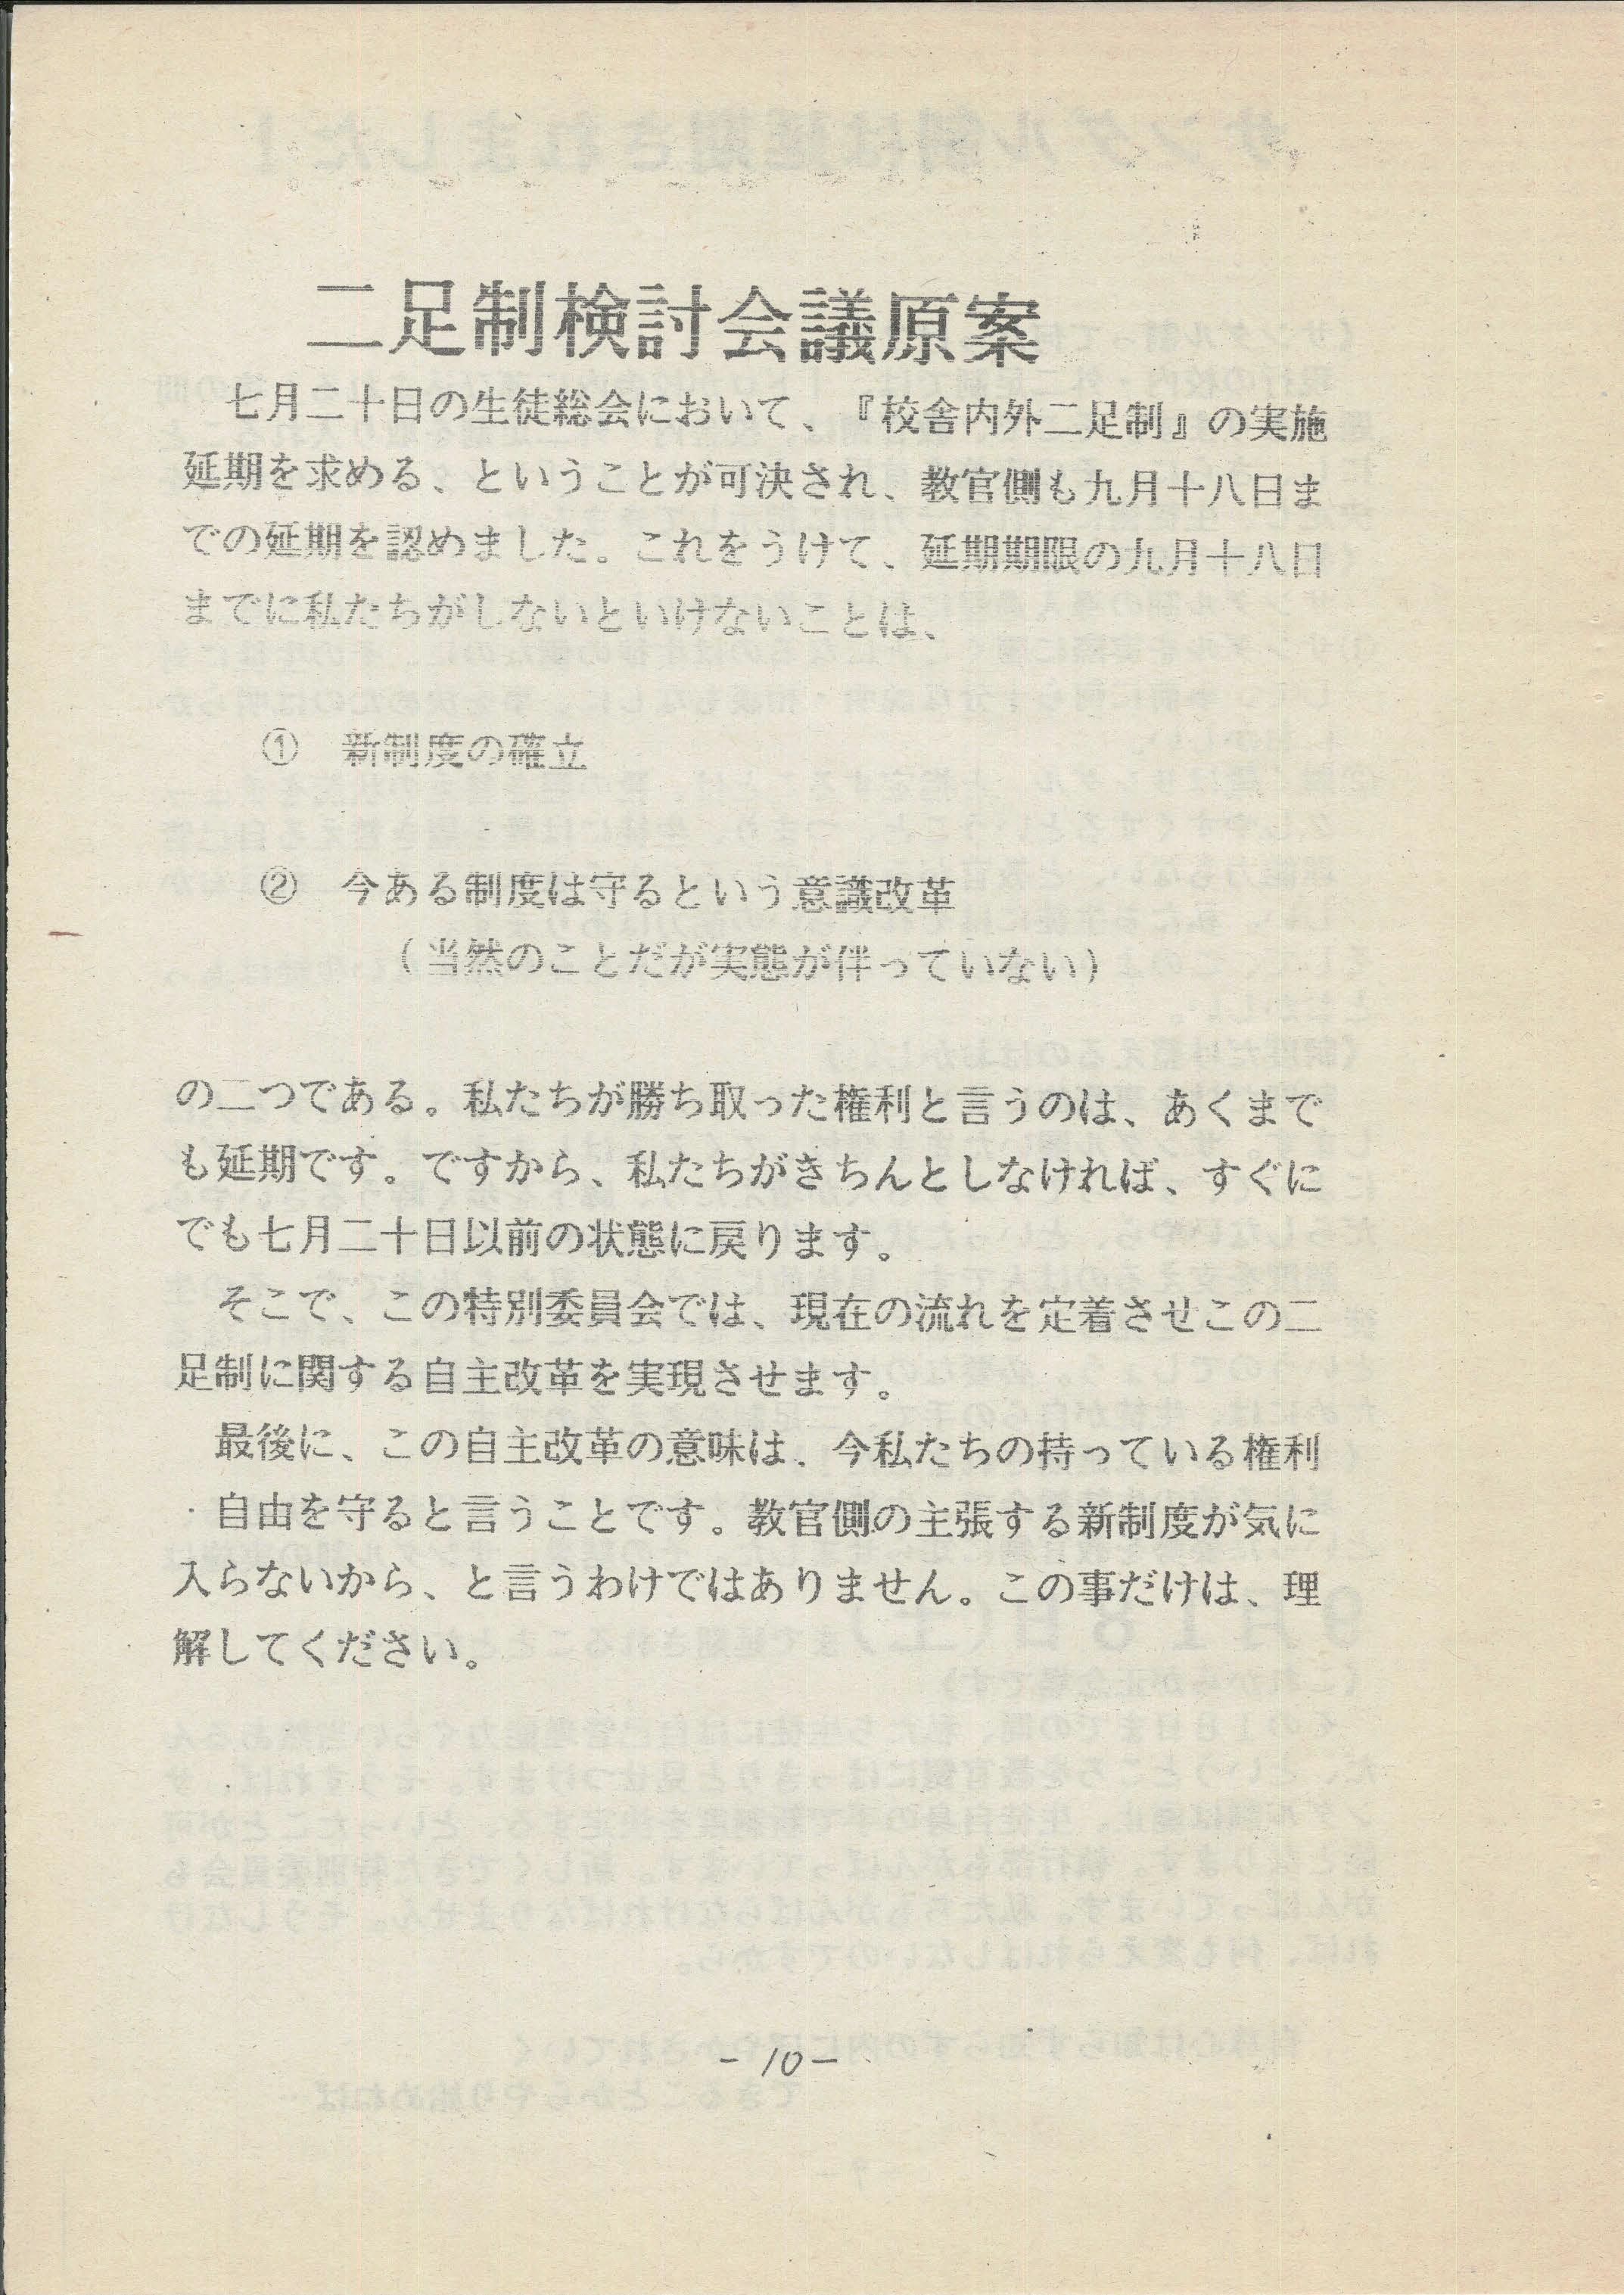 二足制検討会議原案
七月二十日の生徒総会において、『校舎内外二足制』の実施
延期を求める、ということが可決され、教官側も九月十八日ま
での延期を認めました。これをうけて、延期期限の九月十八日
までに私たちがしないといけないことは、
① 新制度の確立
② 今ある制度は守るという意識改革
(当然のことだが実態が伴っていない)
の二つである。私たちが勝ち取った権利と言うのは、あくまで
も延期です。ですから、私たちがきちんとしなければ、すぐに
でも七月二十日以前の状態に戻ります。
そこで、この特別委員会では、現在の流れを定着させこの二
足制に関する自主改革を実現させます。
最後に、この自主改革の意味は、今私たちの持っている権利
・自由を守ると言うことです。教官側の主張する新制度が気に
入らないから、と言うわけではありません。この事だけは、理
解してください。
-10-